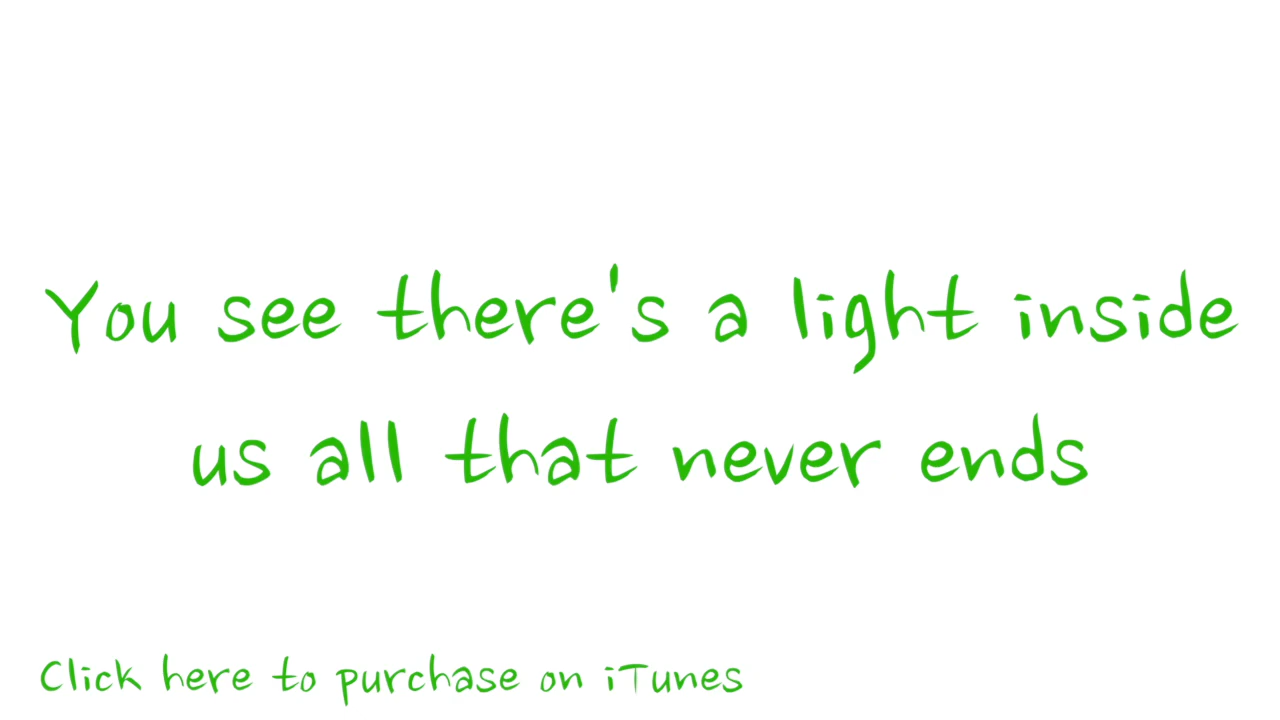 You see there's a light inside
us all that never ends
Click here to purchase on iTunes